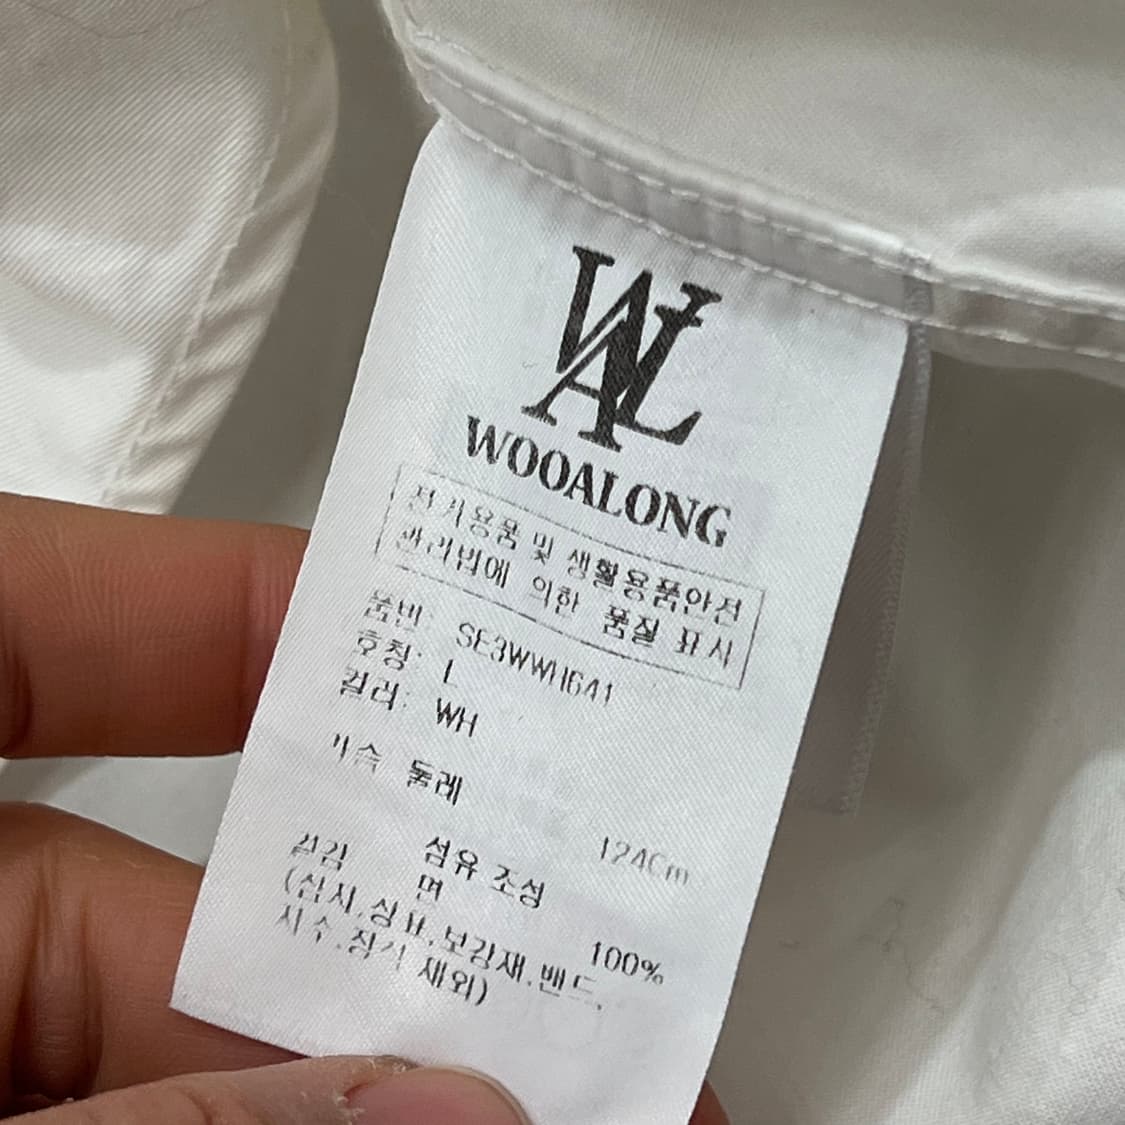 WAL
WOOALONG
전기용품 및 생활용품안전
관리법에 의한 품질 표시
품번: SE3WWH641
호칭: L
컬러: WH
가슴 둘레
124Cm
섬유 조성
겉감 면 100%
(심지.상표.보강재.밴드.
자수.장식 재외)